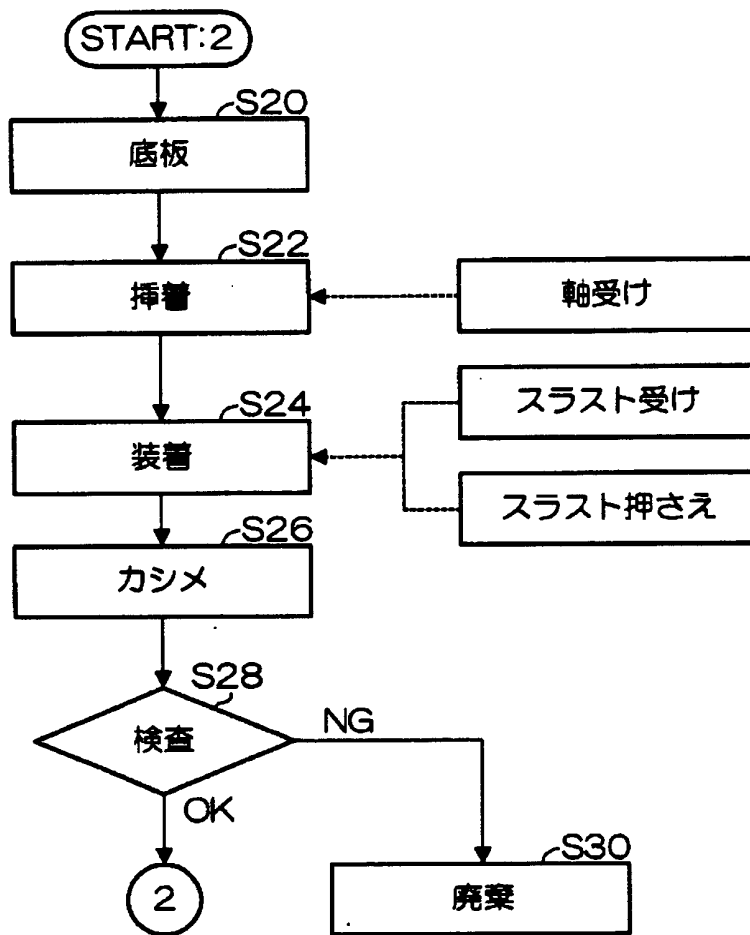 START:2
S20
底板
S22
挿着
軸受け
スラスト受け
S24
装着
スラスト押さえ
S26
カシメ
S28
検査
NG
OK
S30
2
廃棄